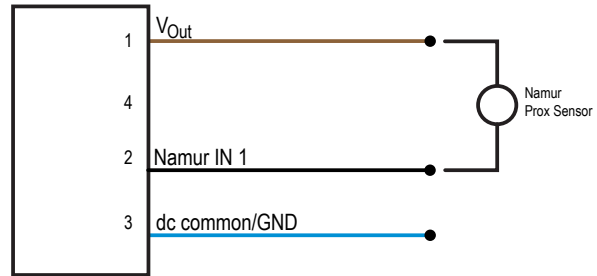 1 VOut
4
2 Namur IN 1
3 dc common/GND
Namur
Prox Sensor